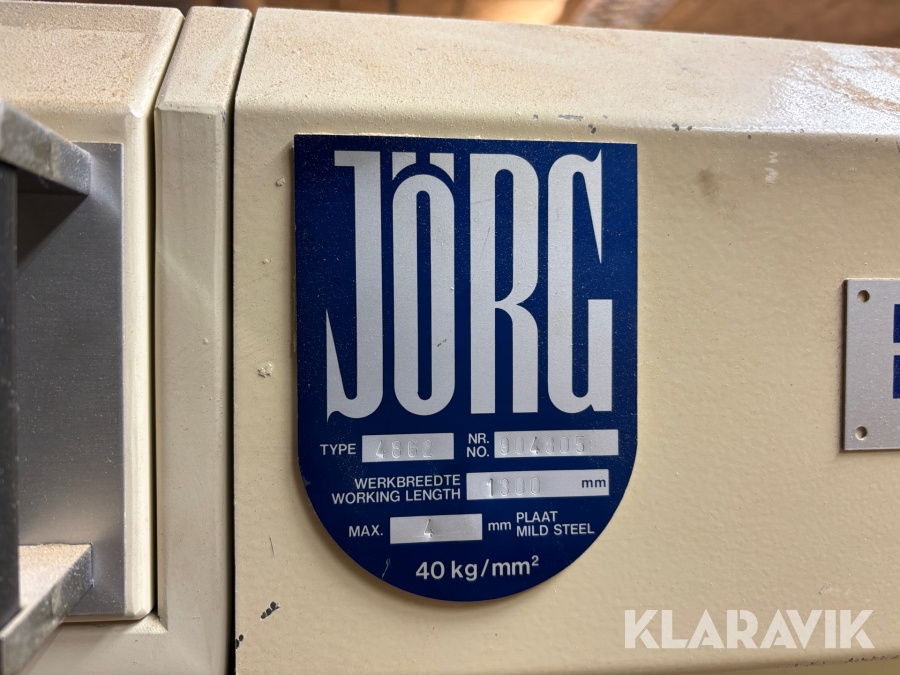 JÖRG
TYPE 4862 NR. NO. 904805
WERKBREEDTE
WORKING LENGTH 1300 mm
MAX. 4 mm PLAAT
MILD STEEL
40 kg/mm²
KLARAVIK